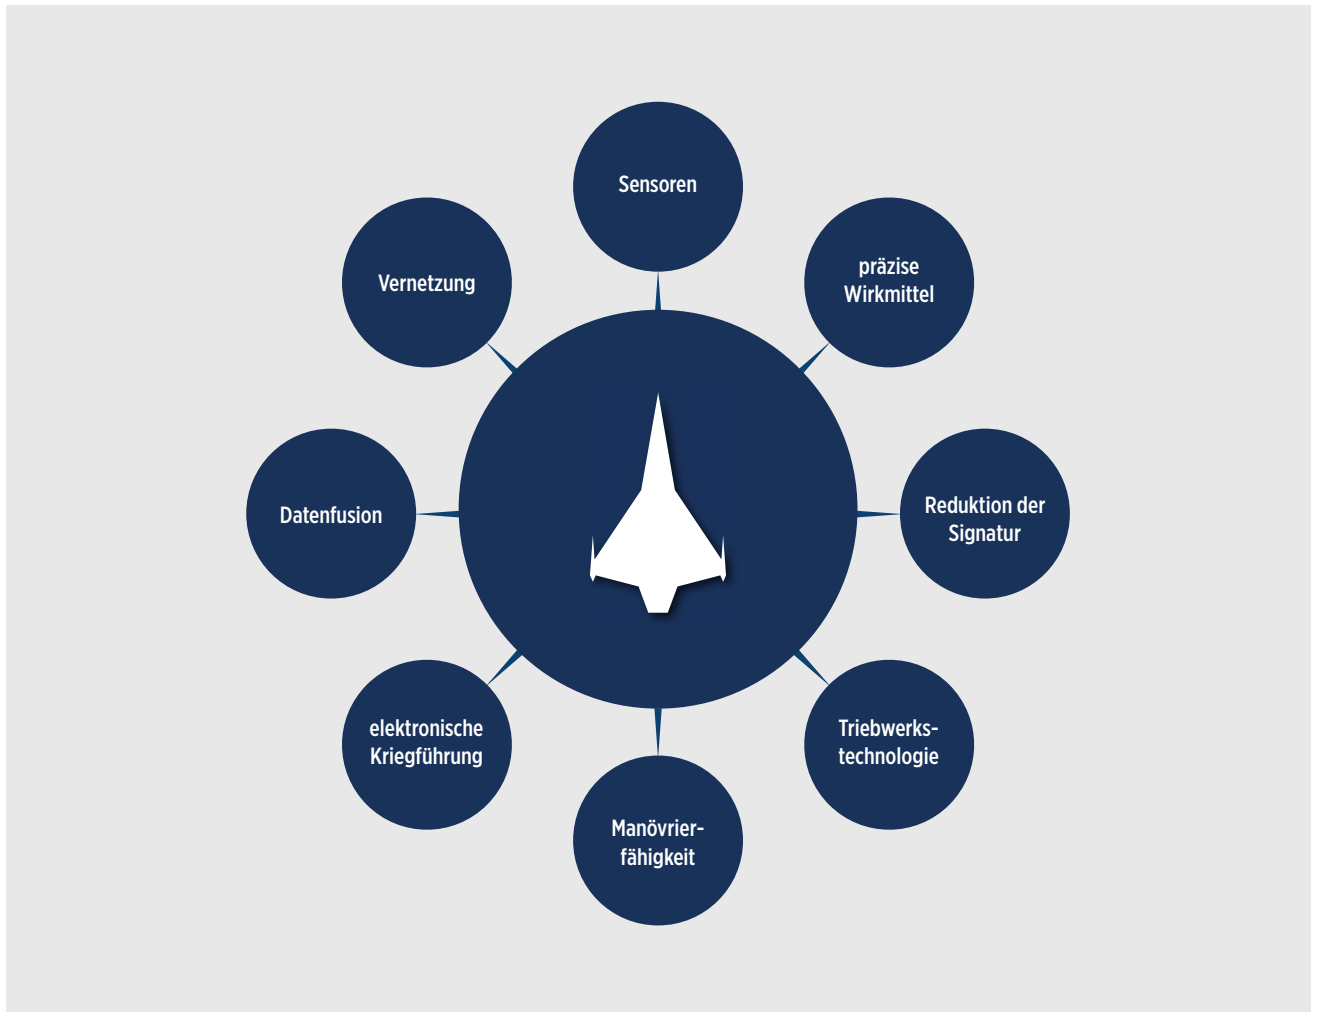 Sensoren
präzise
Wirkmittel
Reduktion der
Signatur
Triebwerks-
technologie
Manövrier-
fähigkeit
elektronische
Kriegführung
Datenfusion
Vernetzung